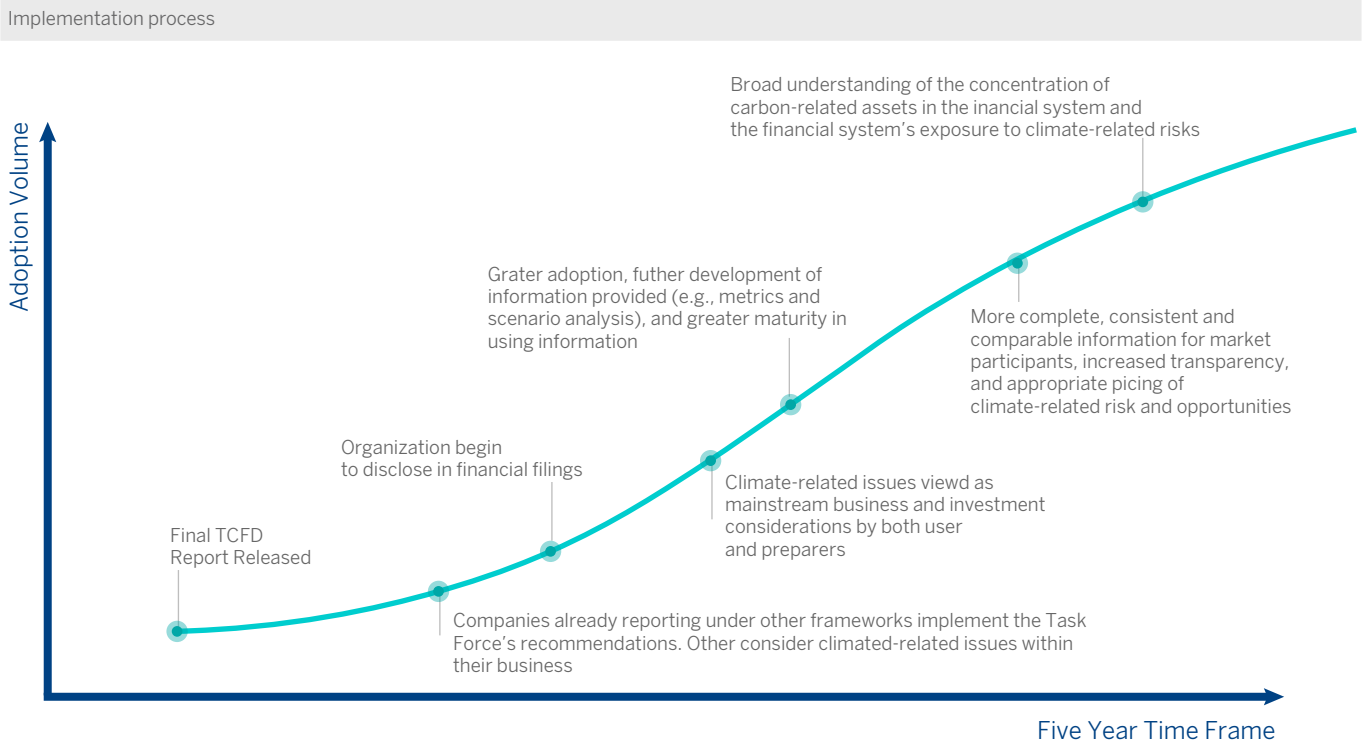 Implementation process
Broad understanding of the concentration of
carbon-related assets in the inancial system and
the financial system's exposure to climate-related risks
Adoption Volume
Grater adoption, futher development of
information provided (e.g., metrics and
scenario analysis), and greater maturity in
using information
More complete, consistent and
comparable information for market
participants, increased transparency,
and appropriate picing of
climate-related risk and opportunities
Organization begin
to disclose in financial filings
Climate-related issues viewd as
mainstream business and investment
considerations by both user
and preparers
Final TCFD
Report Released
Companies already reporting under other frameworks implement the Task
Force's recommendations. Other consider climated-related issues within
their business
Five Year Time Frame